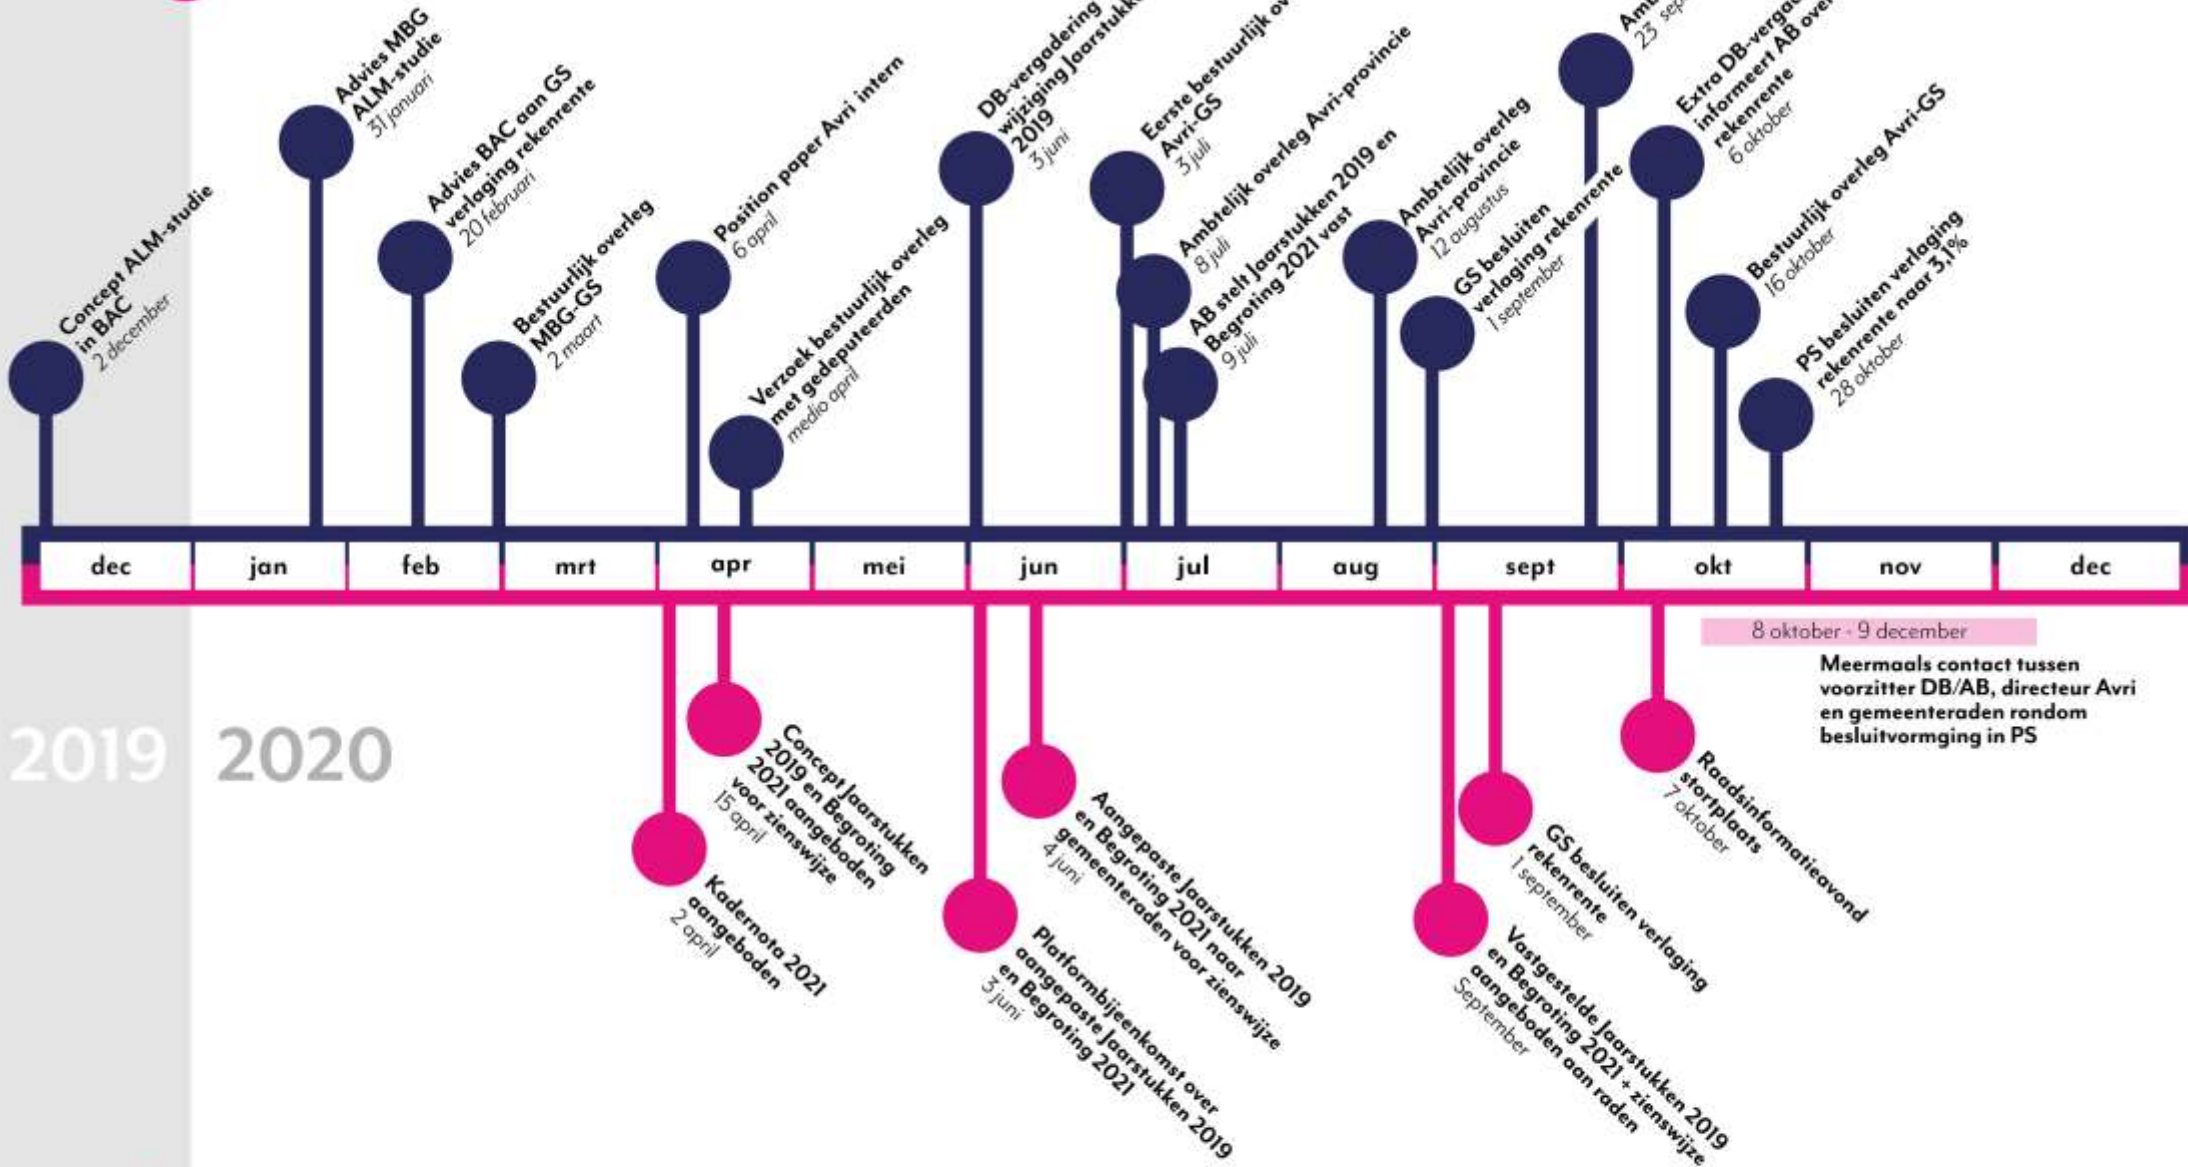 Concept ALM-studie
in BAC
2 december
Advies MBG
ALM-studie
31 januari
Advies BAC aan GS
verlaging rekenrente
20 februari
Bestuurlijk overleg
MBG-GS
2 maart
Position paper Avri intern
6 april
Verzoek bestuurlijk overleg
met gedeputeerden
medio april
DB-vergadering
wijziging Jaarstukk
2019
3 juni
Eerste bestuurlijk
Avri-GS
3 juli
Ambtelijk overleg Avri-provincie
8 juli
AB stelt Jaarstukken 2019 en
Begroting 2021 vast
9 juli
Ambtelijk overleg
Avri-provincie
12 augustus
GS besluiten
verlaging rekenrente
1 september
23 sep
Extra DB-verga
informeert AB
rekenrente
6 oktober
Bestuurlijk overleg Avri-GS
16 oktober
PS besluiten verlaging
rekenrente naar 3,1%
28 oktober
dec
jan
feb
mrt
apr
mei
jun
jul
aug
sept
okt
nov
dec
8 oktober - 9 december
Meermaals contact tussen
voorzitter DB/AB, directeur Avri
en gemeenteraden rondom
besluitvormging in PS
2019
2020
Kadernota 2021
aangeboden
2 april
Concept Jaarstukken
2019 en Begroting
2021 aangeboden
voor zienswijze
15 april
Platformbijeenkomst over
aangepaste Jaarstukken 2019
en Begroting 2021
3 juni
Aangepaste Jaarstukken 2019
en Begroting 2021 naar
gemeenteraden voor zienswijze
4 juni
Vastgestelde Jaarstukken 2019
en Begroting 2021 + zienswijze
aangeboden aan raden
September
GS besluiten verlaging
rekenrente
1 september
Raadsinformatieavond
stortplaats
7 oktober